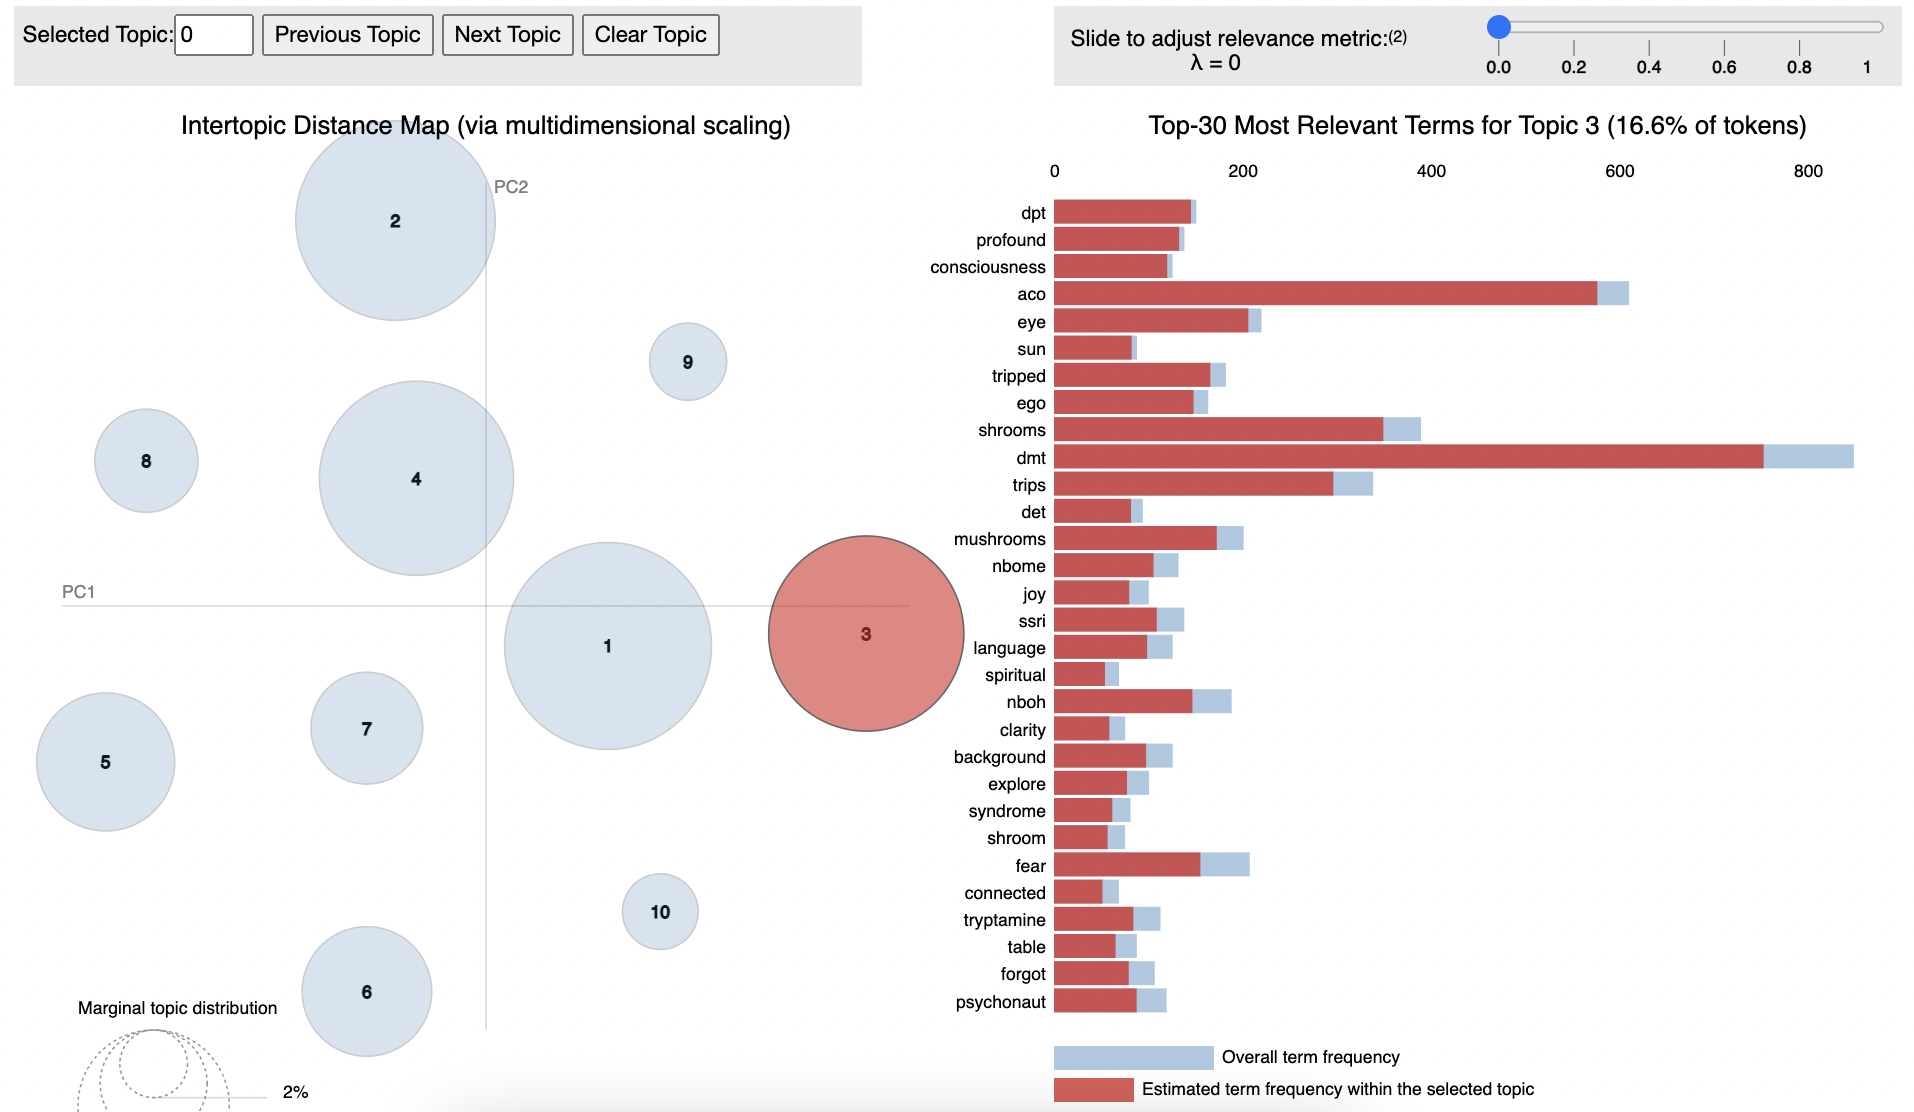 Selected Topic: 0 Previous Topic Next Topic Clear Topic
Slide to adjust relevance metric:(2)
λ = 0
0.0 0.2 0.4 0.6 0.8 1
Intertopic Distance Map (via multidimensional scaling)
PC2
2
9
8
4
PC1
1
3
7
5
10
6
Marginal topic distribution
2%
Top-30 Most Relevant Terms for Topic 3 (16.6% of tokens)
0 200 400 600 800
dpt
profound
consciousness
aco
eye
sun
tripped
ego
shrooms
dmt
trips
det
mushrooms
nbome
joy
ssri
language
spiritual
nboh
clarity
background
explore
syndrome
shroom
fear
connected
tryptamine
table
forgot
psychonaut
Overall term frequency
Estimated term frequency within the selected topic